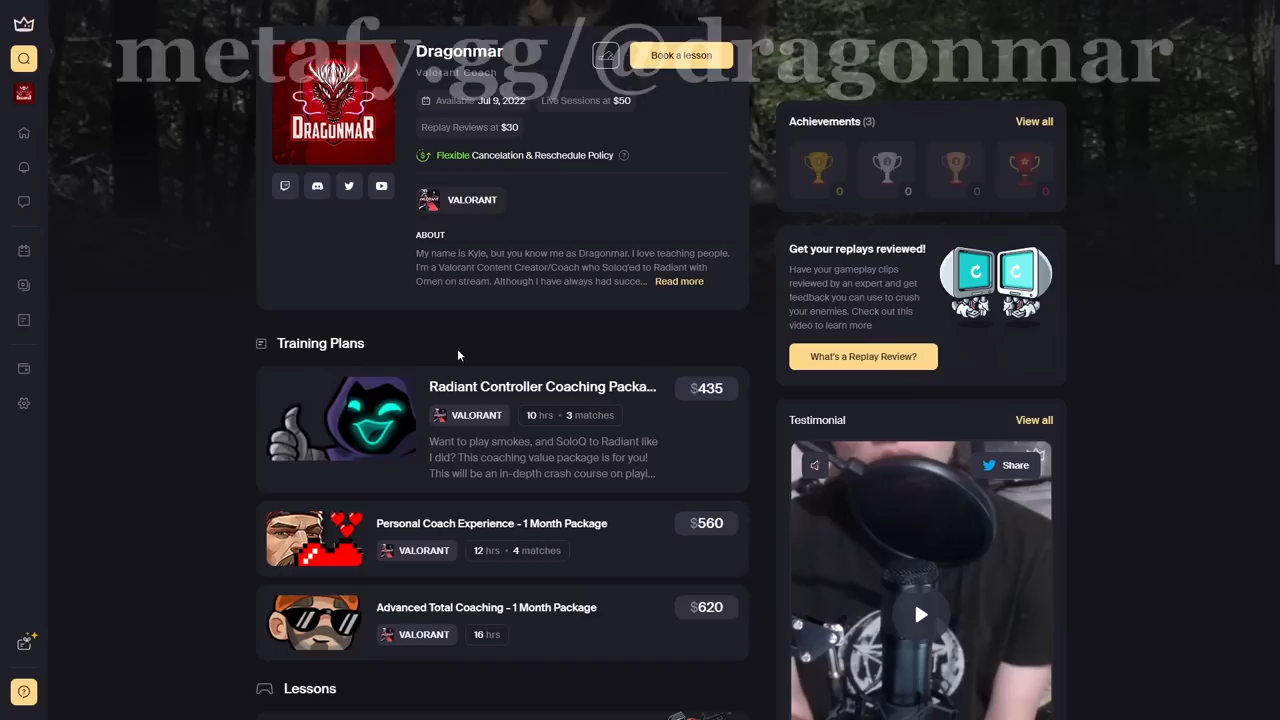 metafy.gg/@dragonmar
Dragonmar
Book a lesson
Valorant Coach
Available Jul 9, 2022
Live Sessions at $50
Replay Reviews at $30
Flexible Cancelation & Reschedule Policy
DRAGONMAR
VALORANT
ABOUT
My name is Kyle, but you know me as Dragonmar. I love teaching people.
I'm a Valorant Content Creator/Coach who Soloq'ed to Radiant with
Omen on stream. Although I have always had succe... Read more
Training Plans
Radiant Controller Coaching Packa...
$435
VALORANT
10 hrs • 3 matches
Want to play smokes, and SoloQ to Radiant like
I did? This coaching value package is for you!
This will be an in-depth crash course on playi...
Personal Coach Experience - 1 Month Package
$560
VALORANT
12 hrs • 4 matches
Advanced Total Coaching - 1 Month Package
$620
VALORANT
16 hrs
Lessons
Achievements (3)
View all
0
0
0
0
Get your replays reviewed!
Have your gameplay clips
reviewed by an expert and get
feedback you can use to crush
your enemies. Check out this
video to learn more
What's a Replay Review?
Testimonial
View all
Share